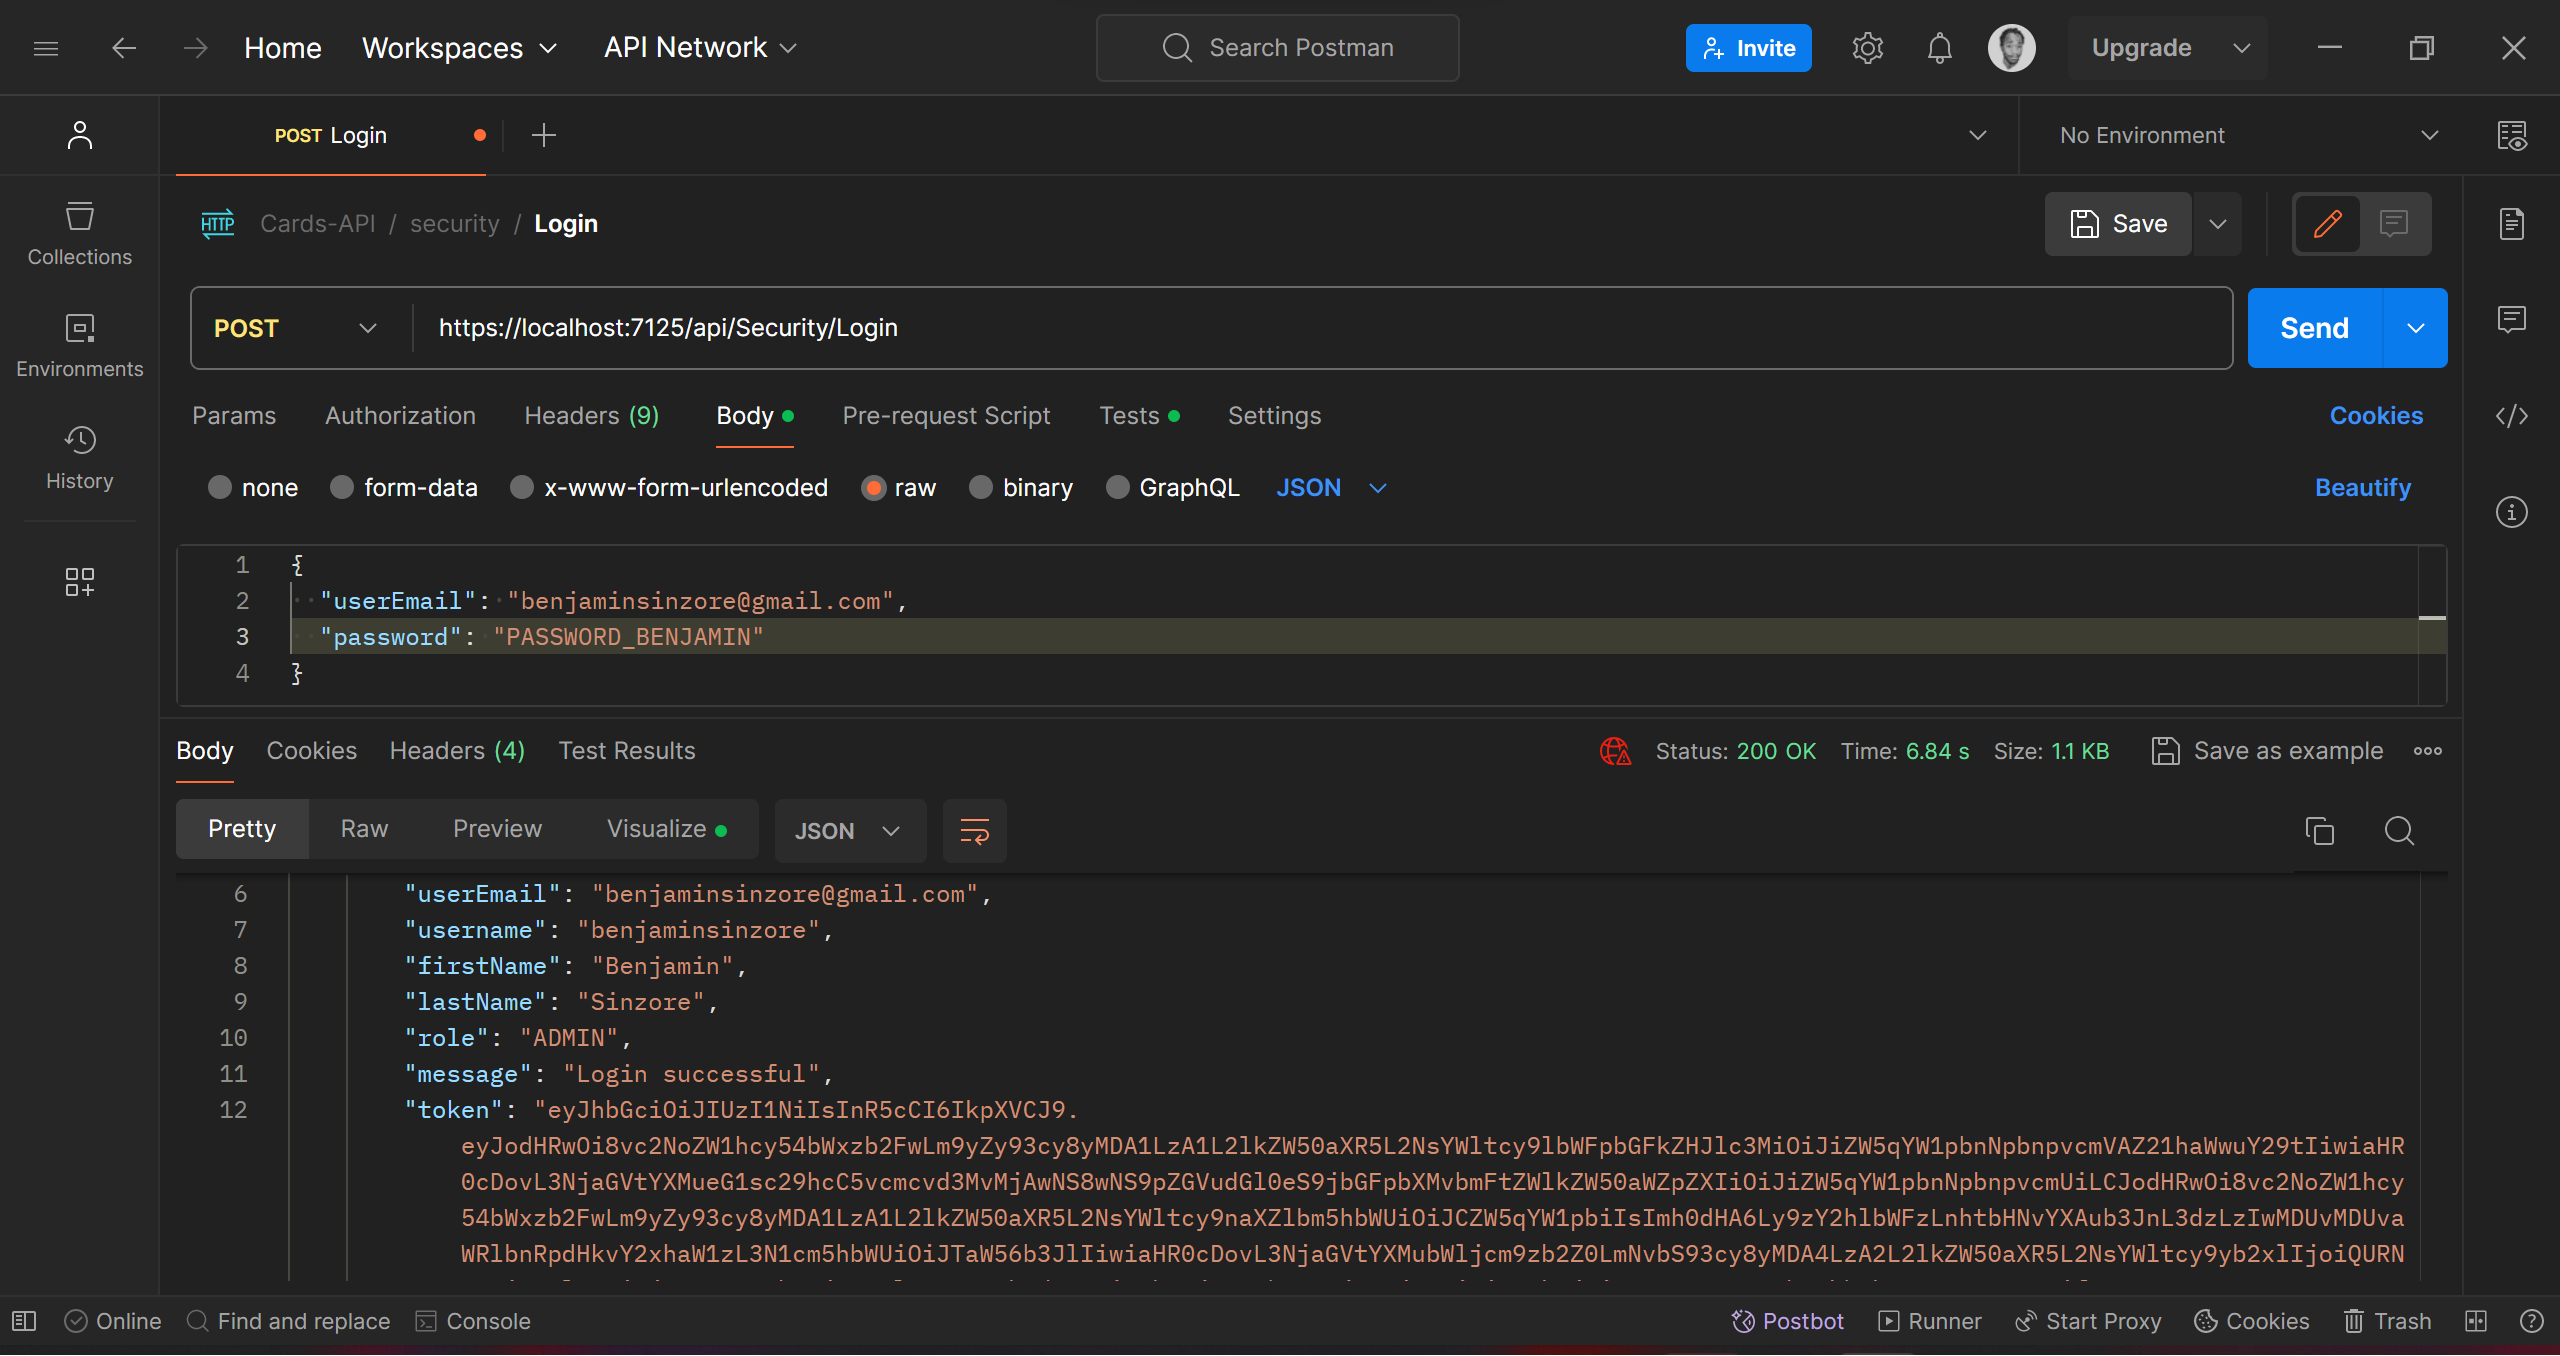 Home Workspaces API Network Search Postman Invite Upgrade
POST Login No Environment
HTTP Cards-API / security / Login Save
Collections
POST https://localhost:7125/api/Security/Login Send
Environments
Params Authorization Headers (9) Body Pre-request Script Tests Settings Cookies
History
none form-data x-www-form-urlencoded raw binary GraphQL JSON Beautify
1 {
2 "userEmail": "benjaminsinzore@gmail.com",
3 "password": "PASSWORD_BENJAMIN"
4 }
Body Cookies Headers (4) Test Results Status: 200 OK Time: 6.84 s Size: 1.1 KB Save as example
Pretty Raw Preview Visualize JSON
6 "userEmail": "benjaminsinzore@gmail.com",
7 "username": "benjaminsinzore",
8 "firstName": "Benjamin",
9 "lastName": "Sinzore",
10 "role": "ADMIN",
11 "message": "Login successful",
12 "token": "eyJhbGciOiJIUzI1NiIsInR5cCI6IkpXVCJ9.
eyJodHRwOi8vc2NoZW1hcy54bWxzb2FwLm9yZy93cy8yMDA1LzA1L2lkZW50aXR5L2NsYWltcy9lbWFpbGFkZHJlc3MiOiJiZW5qYW1pbnNpbnpvcmVAZ21haWwuY29tIiwiaHR
0cDovL3NjaGVtYXMueG1sc29hcC5vcmcvd3MvMjAwNS8wNS9pZGVudGl0eS9jbGFpbXMvbmFtZWlkZW50aWZpZXIiOiJiZW5qYW1pbnNpbnpvcmUiLCJodHRwOi8vc2NoZW1hcy
54bWxzb2FwLm9yZy93cy8yMDA1LzA1L2lkZW50aXR5L2NsYWltcy9naXZlbm5hbWUiOiJCZW5qYW1pbiIsImh0dHA6Ly9zY2hlbWFzLnhtbHNvYXAub3JnL3dzLzIwMDUvMDUva
WRlbnRpdHkvY2xhaW1zL3N1cm5hbWUiOiJTaW56b3JlIiwiaHR0cDovL3NjaGVtYXMubWljcm9zb2Z0LmNvbS93cy8yMDA4LzA2L2lkZW50aXR5L2NsYWltcy9yb2xlIjoiQURN
Online Find and replace Console Postbot Runner Start Proxy Cookies Trash